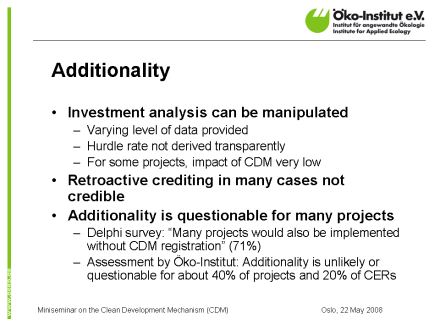 Öko-Institut e.V.
Institut für angewandte Ökologie
Institute for Applied Ecology
Additionality
• Investment analysis can be manipulated
– Varying level of data provided
– Hurdle rate not derived transparently
– For some projects, impact of CDM very low
• Retroactive crediting in many cases not
credible
• Additionality is questionable for many projects
– Delphi survey: “Many projects would also be implemented
without CDM registration” (71%)
– Assessment by Öko-Institut: Additionality is unlikely or
questionable for about 40% of projects and 20% of CERs
Miniseminar on the Clean Development Mechanism (CDM)
Oslo, 22 May 2008